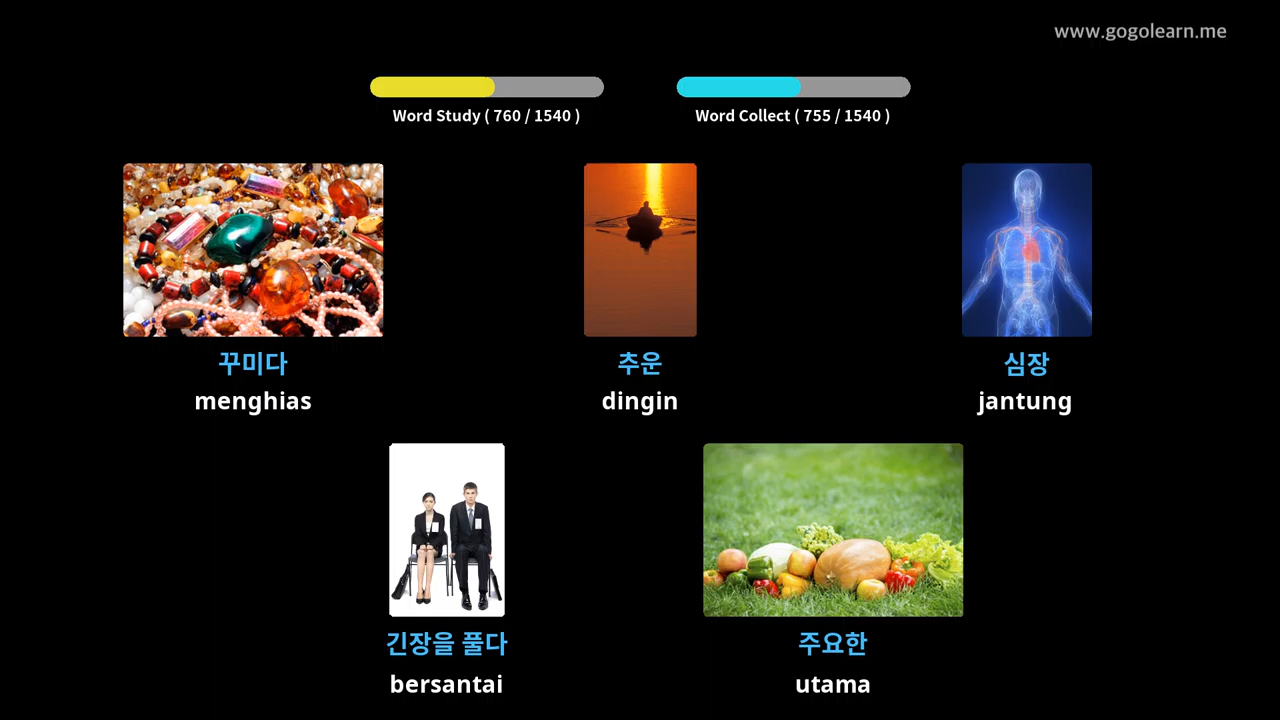 www.gogolearn.me
Word Study ( 760 / 1540 )
Word Collect ( 755 / 1540 )
꾸미다
menghias
추운
dingin
심장
jantung
긴장을 풀다
bersantai
주요한
utama